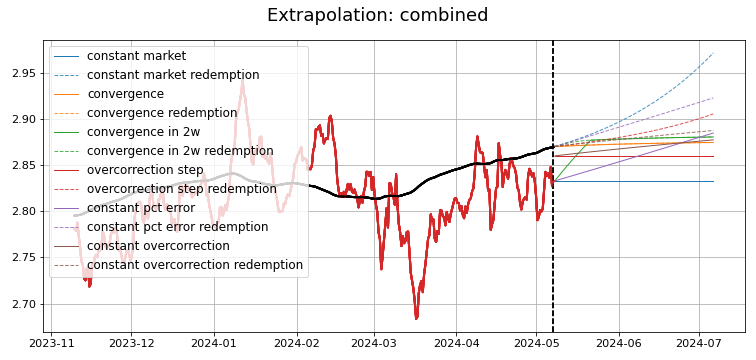 Extrapolation: combined
constant market
constant market redemption
convergence
convergence redemption
convergence in 2w
convergence in 2w redemption
overcorrection step
overcorrection step redemption
constant pct error
constant pct error redemption
constant overcorrection
constant overcorrection redemption
2.95
2.90
2.85
2.80
2.75
2.70
2023-11 2023-12 2024-01 2024-02 2024-03 2024-04 2024-05 2024-06 2024-07